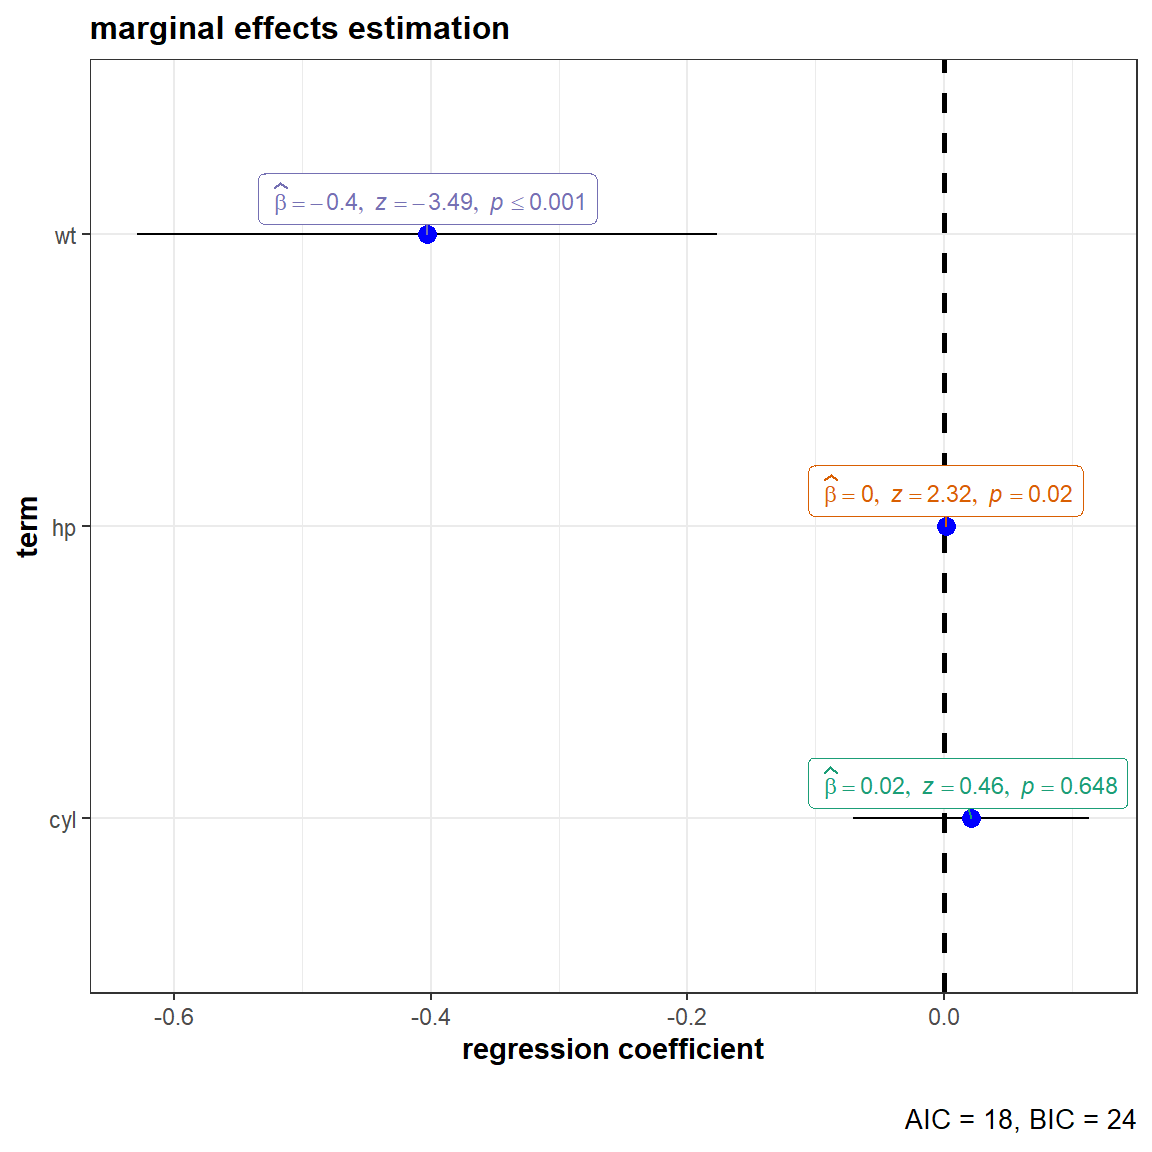 marginal effects estimation
β̂ = −0.4, z = −3.49, p ≤ 0.001
wt
β̂ = 0, z = 2.32, p = 0.02
hp
term
β̂ = 0.02, z = 0.46, p = 0.648
cyl
-0.6 -0.4 -0.2 0.0
regression coefficient
AIC = 18, BIC = 24